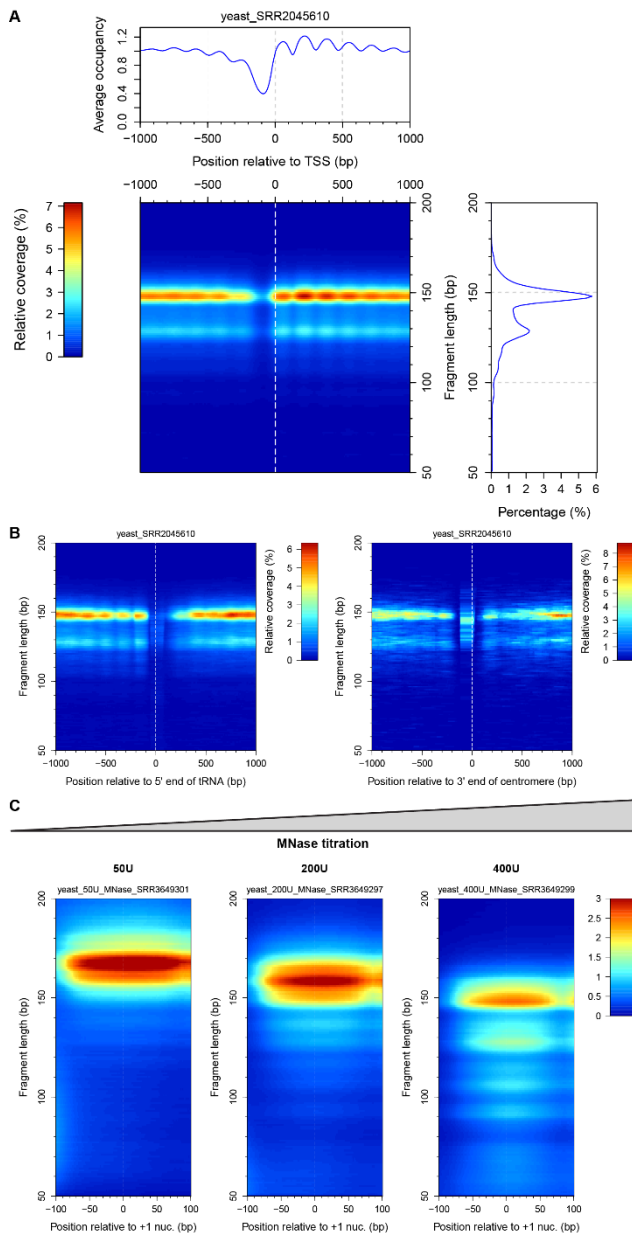 A
yeast_SRR2045610
Average occupancy
0.0 0.4 0.8 1.2
−1000 −500 0 500 1000
Position relative to TSS (bp)
−1000 −500 0 500 1000
Relative coverage (%)
0 1 2 3 4 5 6 7
Fragment length (bp)
50 100 150 200
Fragment length (bp)
50 100 150 200
0 1 2 3 4 5 6
Percentage (%)
B
yeast_SRR2045610
Fragment length (bp)
50 100 150 200
-1000 -500 0 500 1000
Position relative to 5' end of tRNA (bp)
Relative coverage (%)
0 1 2 3 4 5 6
yeast_SRR2045610
Fragment length (bp)
50 100 150 200
-1000 -500 0 500 1000
Position relative to 3' end of centromere (bp)
Relative coverage (%)
0 1 2 3 4 5 6 7 8
C
MNase titration
50U 200U 400U
yeast_50U_MNase_SRR3649301
Fragment length (bp)
50 100 150 200
−100 −50 0 50 100
Position relative to +1 nuc. (bp)
yeast_200U_MNase_SRR3649297
Fragment length (bp)
50 100 150 200
−100 −50 0 50 100
Position relative to +1 nuc. (bp)
yeast_400U_MNase_SRR3649299
Fragment length (bp)
50 100 150 200
−100 −50 0 50 100
Position relative to +1 nuc. (bp)
0 0.5 1 1.5 2 2.5 3